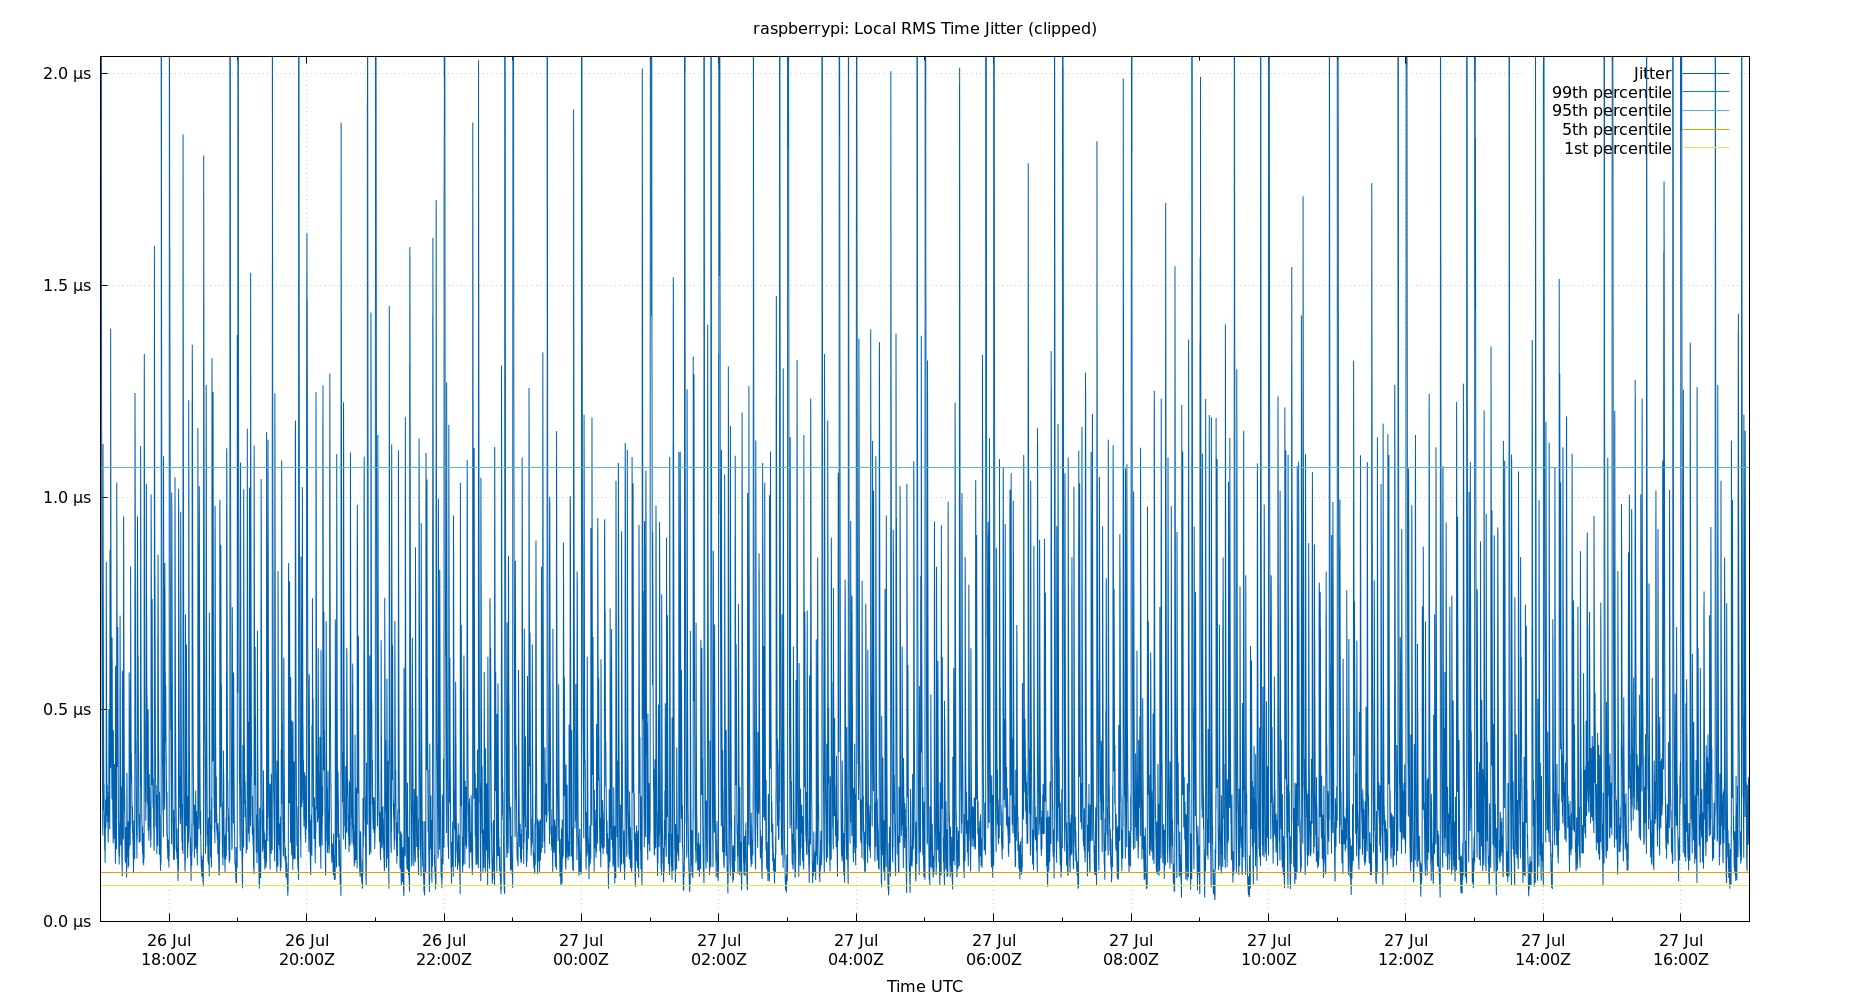 raspberrypi: Local RMS Time Jitter (clipped)
2.0 µs
1.5 µs
1.0 µs
0.5 µs
0.0 µs
Jitter
99th percentile
95th percentile
5th percentile
1st percentile
26 Jul 26 Jul 26 Jul 27 Jul 27 Jul 27 Jul 27 Jul 27 Jul 27 Jul 27 Jul 27 Jul 27 Jul
18:00Z 20:00Z 22:00Z 00:00Z 02:00Z 04:00Z 06:00Z 08:00Z 10:00Z 12:00Z 14:00Z 16:00Z
Time UTC